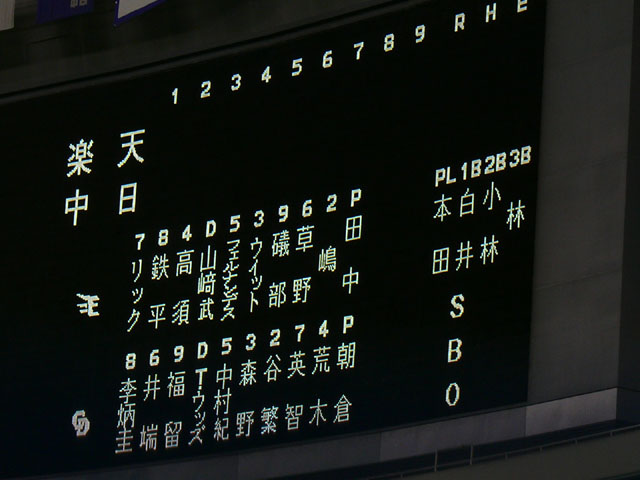 1 2 3 4 5 6 7 8 9 R H E
楽天
中日
PL 1B 2B 3B
本田 白井 小林 林
7 8 4 D 5 3 9 6 2 P
リック 鉄平 高須 山﨑武 フェルナンデス ウイット 礒部 草野 嶋 田中
8 6 9 D 5 3 2 7 4 P
李炳圭 井端 福留 T.ウッズ 中村紀 森野 谷繁 英智 荒木 朝倉
S
B
O